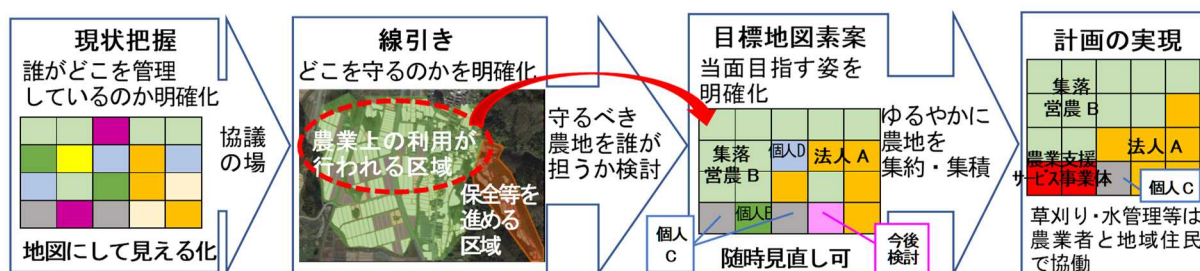 現状把握
誰がどこを管理
しているのか明確化
地図にして見える化
協議
の場
線引き
どこを守るのかを明確化
農業上の利用が
行われる区域
保全等を
進める
区域
守るべき
農地を誰が
担うか検討
目標地図素案
当面目指す姿を
明確化
集落
営農B
個人D
法人A
個人E
個人
C
今後
検討
随時見直し可
ゆるやかに
農地を
集約・集積
計画の実現
集落
営農B
法人A
農業支援
サービス事業体
個人C
草刈り・水管理等は
農業者と地域住民
で協働